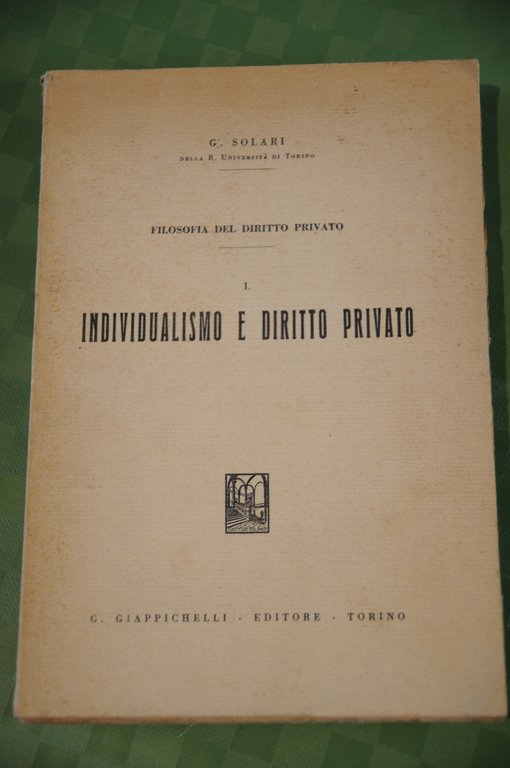 G. SOLARI
DELLA R. UNIVERSITÀ DI TORINO
FILOSOFIA DEL DIRITTO PRIVATO
I.
INDIVIDUALISMO E DIRITTO PRIVATO
G. GIAPPICHELLI - EDITORE - TORINO